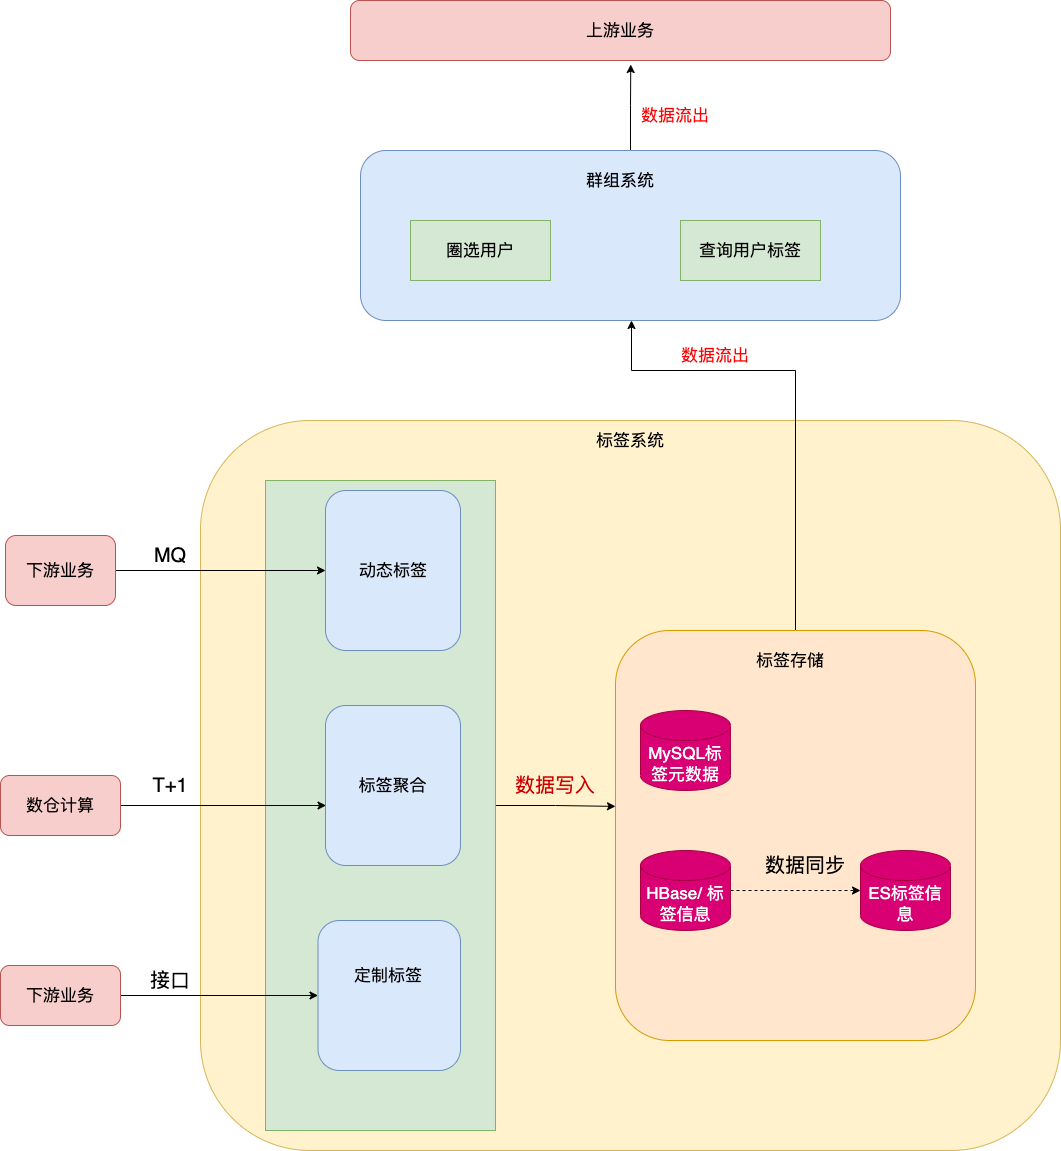 上游业务
数据流出
群组系统
圈选用户
查询用户标签
数据流出
标签系统
下游业务
MQ
动态标签
标签存储
MySQL标
签元数据
数仓计算
T+1
标签聚合
数据写入
HBase/ 标
签信息
数据同步
ES标签信
息
下游业务
接口
定制标签